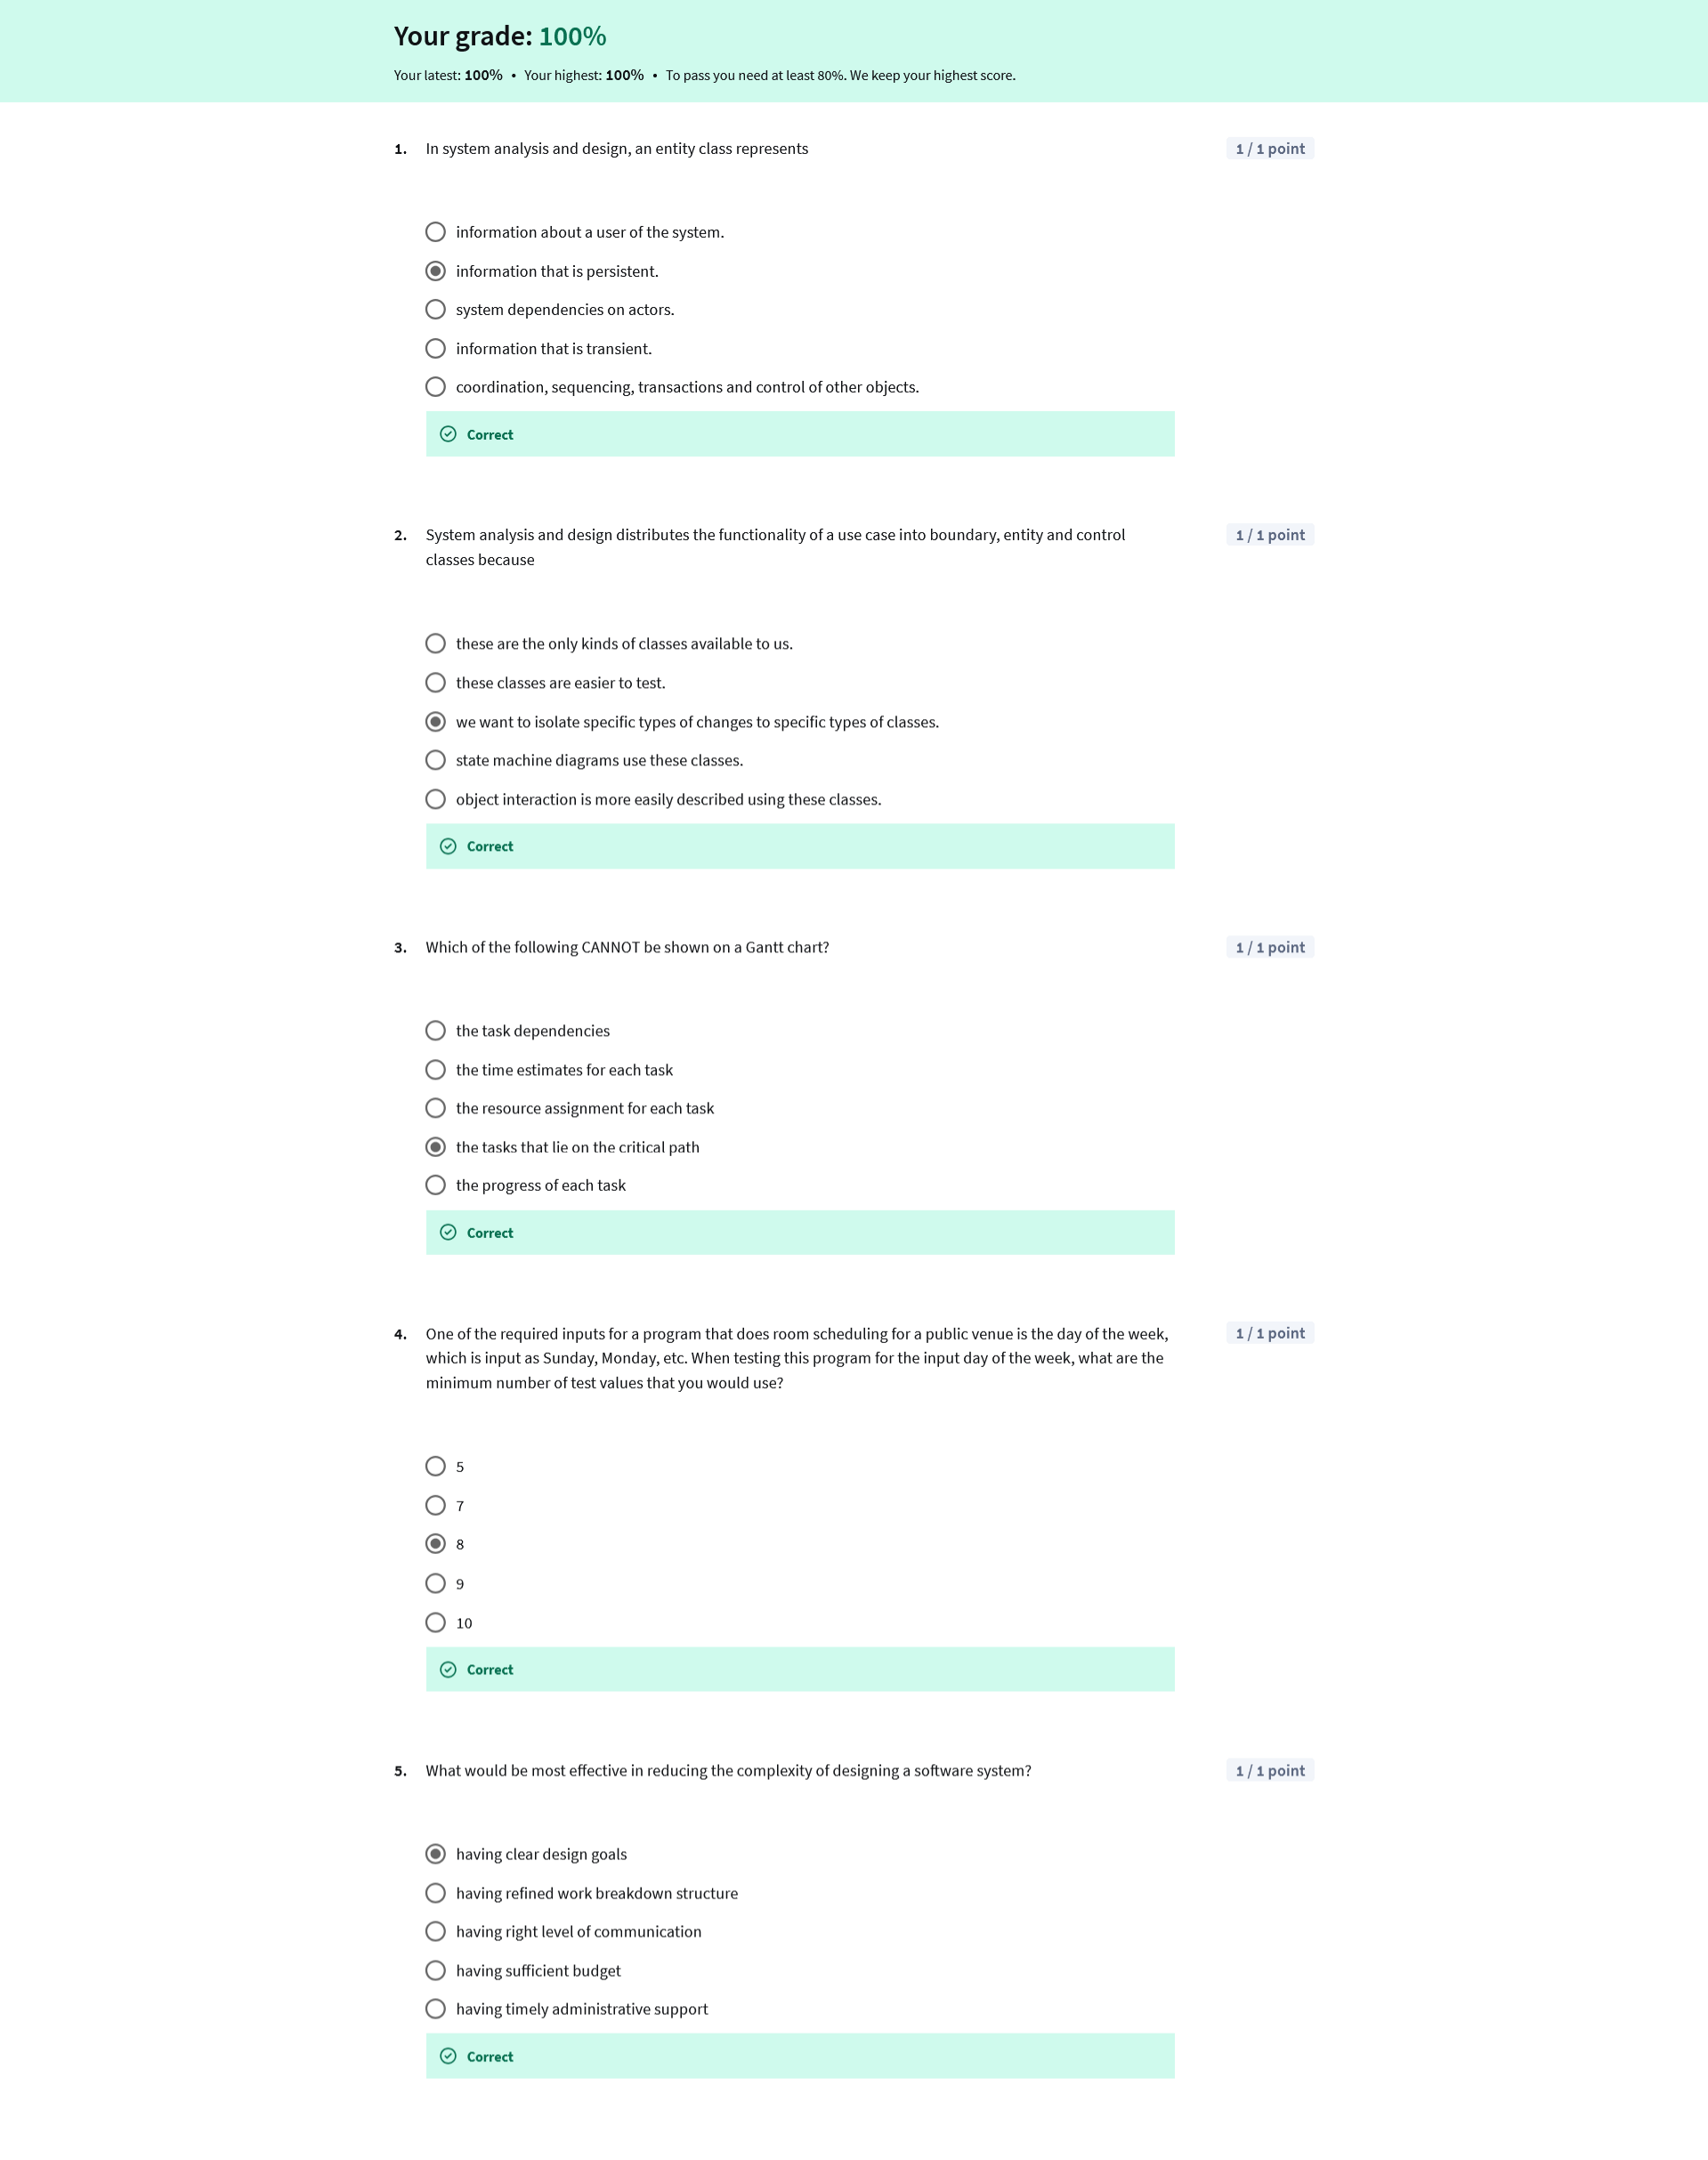 Your grade: 100%
Your latest: 100% • Your highest: 100% • To pass you need at least 80%. We keep your highest score.
1. In system analysis and design, an entity class represents 1 / 1 point
information about a user of the system.
information that is persistent.
system dependencies on actors.
information that is transient.
coordination, sequencing, transactions and control of other objects.
Correct
2. System analysis and design distributes the functionality of a use case into boundary, entity and control 1 / 1 point
classes because
these are the only kinds of classes available to us.
these classes are easier to test.
we want to isolate specific types of changes to specific types of classes.
state machine diagrams use these classes.
object interaction is more easily described using these classes.
Correct
3. Which of the following CANNOT be shown on a Gantt chart? 1 / 1 point
the task dependencies
the time estimates for each task
the resource assignment for each task
the tasks that lie on the critical path
the progress of each task
Correct
4. One of the required inputs for a program that does room scheduling for a public venue is the day of the week, 1 / 1 point
which is input as Sunday, Monday, etc. When testing this program for the input day of the week, what are the
minimum number of test values that you would use?
5
7
8
9
10
Correct
5. What would be most effective in reducing the complexity of designing a software system? 1 / 1 point
having clear design goals
having refined work breakdown structure
having right level of communication
having sufficient budget
having timely administrative support
Correct